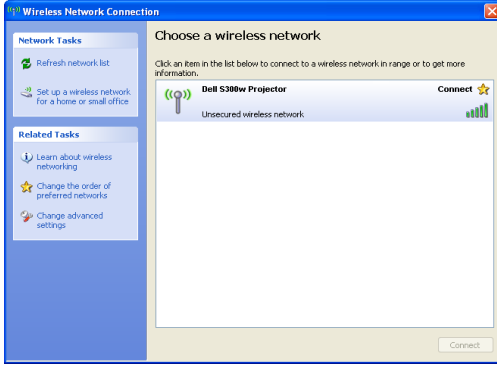 Wireless Network Connection
Network Tasks
Refresh network list
Set up a wireless network
for a home or small office
Related Tasks
Learn about wireless
networking
Change the order of
preferred networks
Change advanced
settings
Choose a wireless network
Click an item in the list below to connect to a wireless network in range or to get more
information.
Dell S300w Projector Connect
Unsecured wireless network
Connect